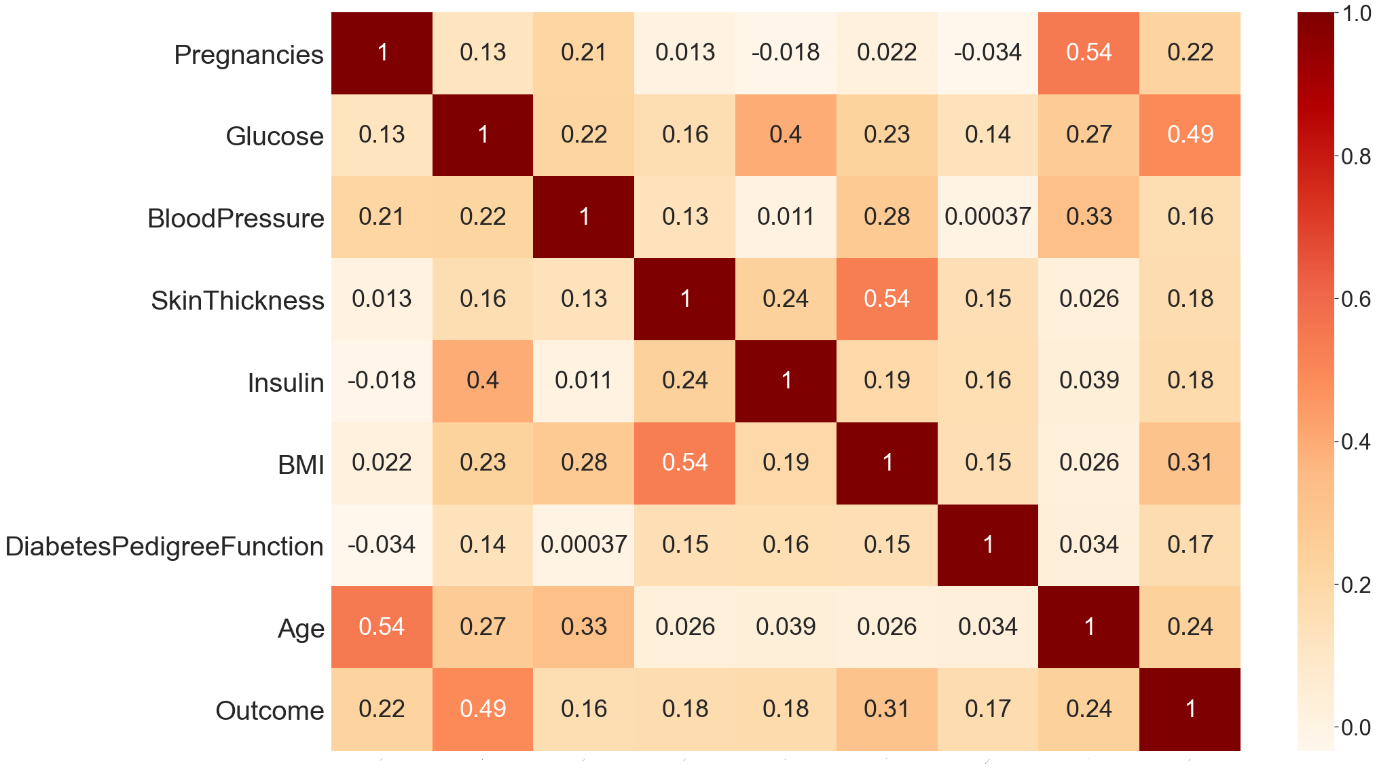 Pregnancies 1 0.13 0.21 0.013 -0.018 0.022 -0.034 0.54 0.22
Glucose 0.13 1 0.22 0.16 0.4 0.23 0.14 0.27 0.49
BloodPressure 0.21 0.22 1 0.13 0.011 0.28 0.00037 0.33 0.16
SkinThickness 0.013 0.16 0.13 1 0.24 0.54 0.15 0.026 0.18
Insulin -0.018 0.4 0.011 0.24 1 0.19 0.16 0.039 0.18
BMI 0.022 0.23 0.28 0.54 0.19 1 0.15 0.026 0.31
DiabetesPedigreeFunction -0.034 0.14 0.00037 0.15 0.16 0.15 1 0.034 0.17
Age 0.54 0.27 0.33 0.026 0.039 0.026 0.034 1 0.24
Outcome 0.22 0.49 0.16 0.18 0.18 0.31 0.17 0.24 1
1.0
0.8
0.6
0.4
0.2
0.0